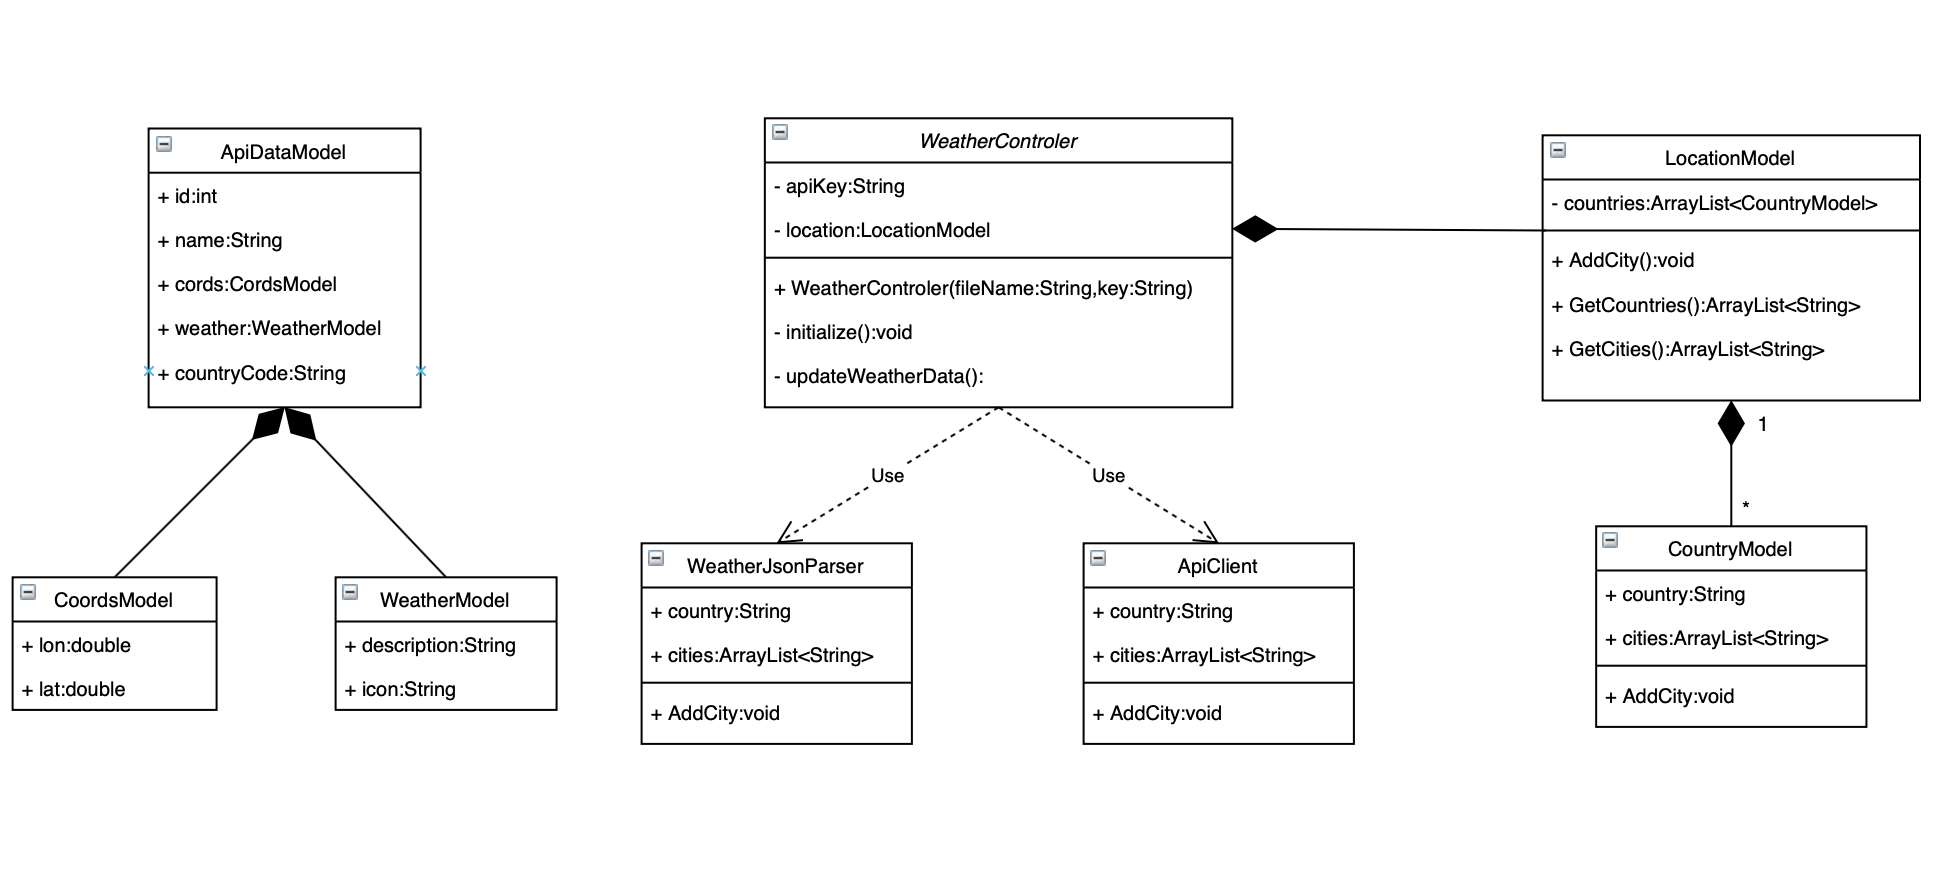 ApiDataModel
+ id:int
+ name:String
+ cords:CordsModel
+ weather:WeatherModel
+ countryCode:String
CoordsModel
+ lon:double
+ lat:double
WeatherModel
+ description:String
+ icon:String
WeatherControler
- apiKey:String
- location:LocationModel
+ WeatherControler(fileName:String,key:String)
- initialize():void
- updateWeatherData():
Use
Use
WeatherJsonParser
+ country:String
+ cities:ArrayList<String>
+ AddCity:void
ApiClient
+ country:String
+ cities:ArrayList<String>
+ AddCity:void
LocationModel
- countries:ArrayList<CountryModel>
+ AddCity():void
+ GetCountries():ArrayList<String>
+ GetCities():ArrayList<String>
1
*
CountryModel
+ country:String
+ cities:ArrayList<String>
+ AddCity:void